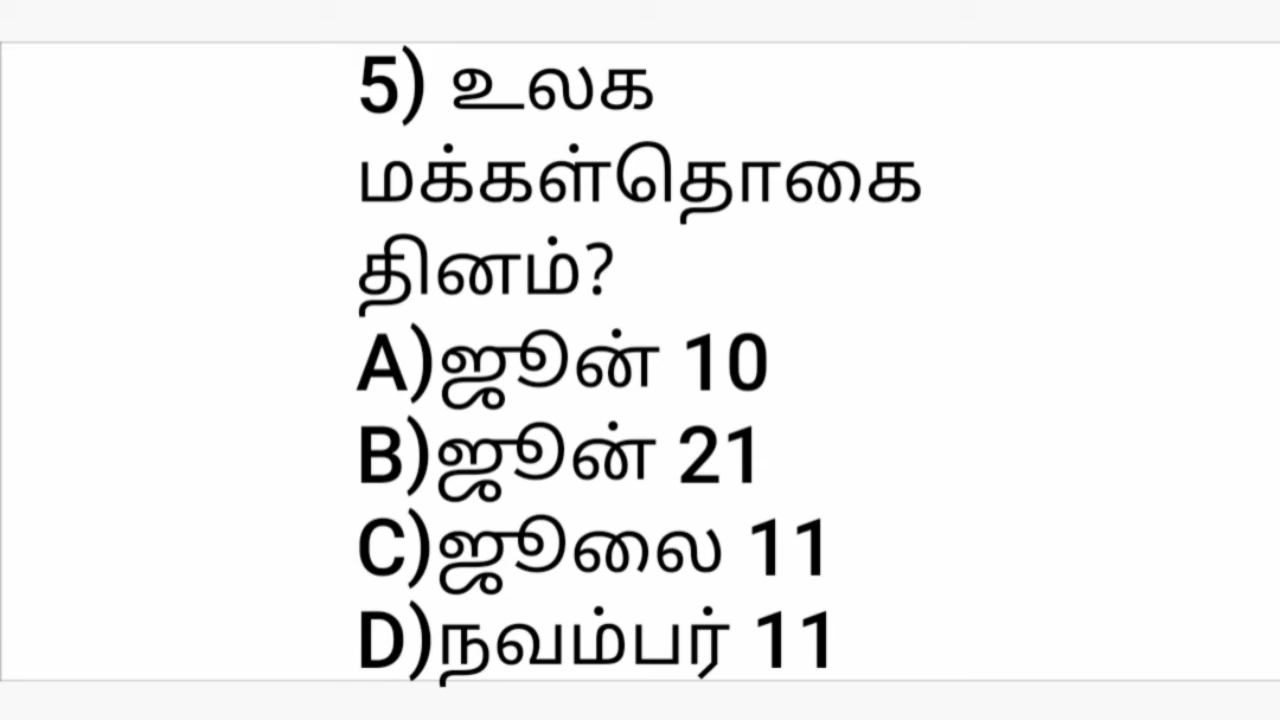 5) உலக
மக்கள்தொகை
தினம்?
A)ஜூன் 10
B)ஜூன் 21
C)ஜூலை 11
D)நவம்பர் 11